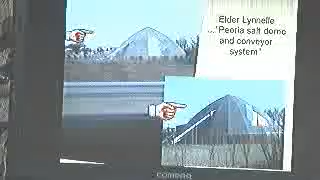 Elder Lynnelle
..."Peoria salt dome
and conveyor
system"
COMPAQ